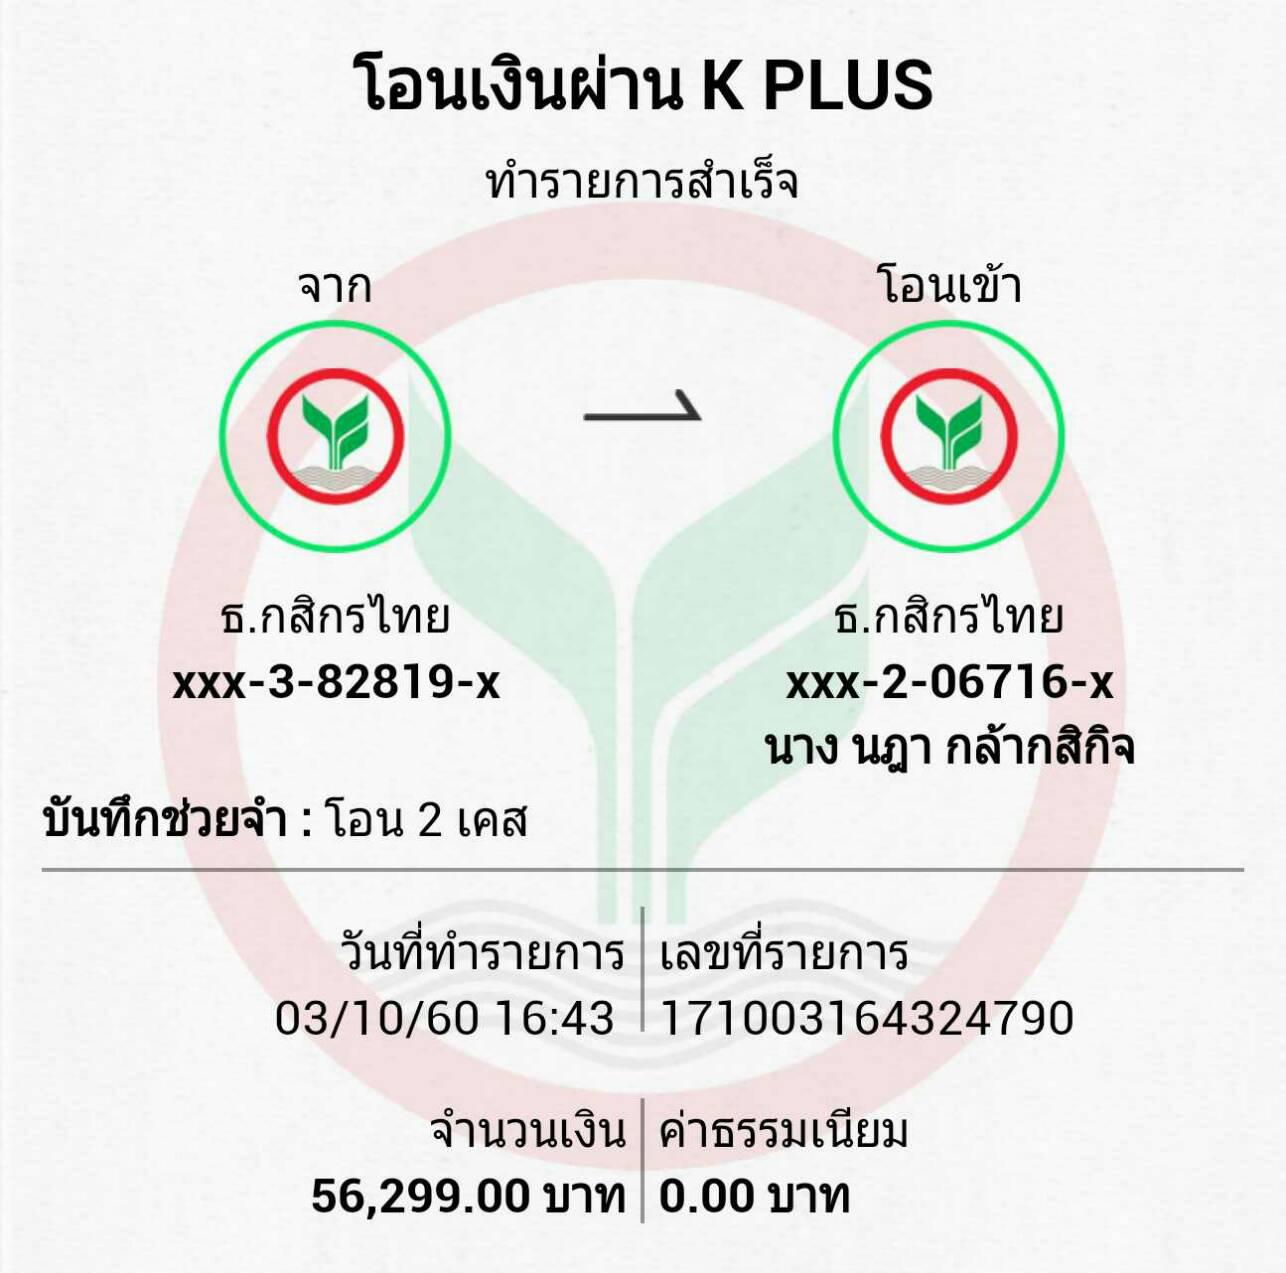 โอนเงินผ่าน K PLUS
ทำรายการสำเร็จ
จาก
โอนเข้า
ธ.กสิกรไทย
ธ.กสิกรไทย
xxx-3-82819-x
xxx-2-06716-x
นาง นฎา กล้ากสิกิจ
บันทึกช่วยจำ : โอน 2 เคส
วันที่ทำรายการ
เลขที่รายการ
03/10/60 16:43
171003164324790
จำนวนเงิน
ค่าธรรมเนียม
56,299.00 บาท
0.00 บาท